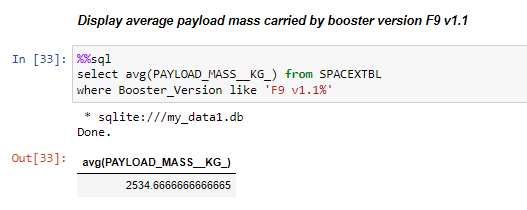 Display average payload mass carried by booster version F9 v1.1
In [33]: %%sql
select avg(PAYLOAD_MASS__KG_) from SPACEXTBL
where Booster_Version like 'F9 v1.1%'
* sqlite:///my_data1.db
Done.
Out[33]: avg(PAYLOAD_MASS__KG_)
2534.6666666666665